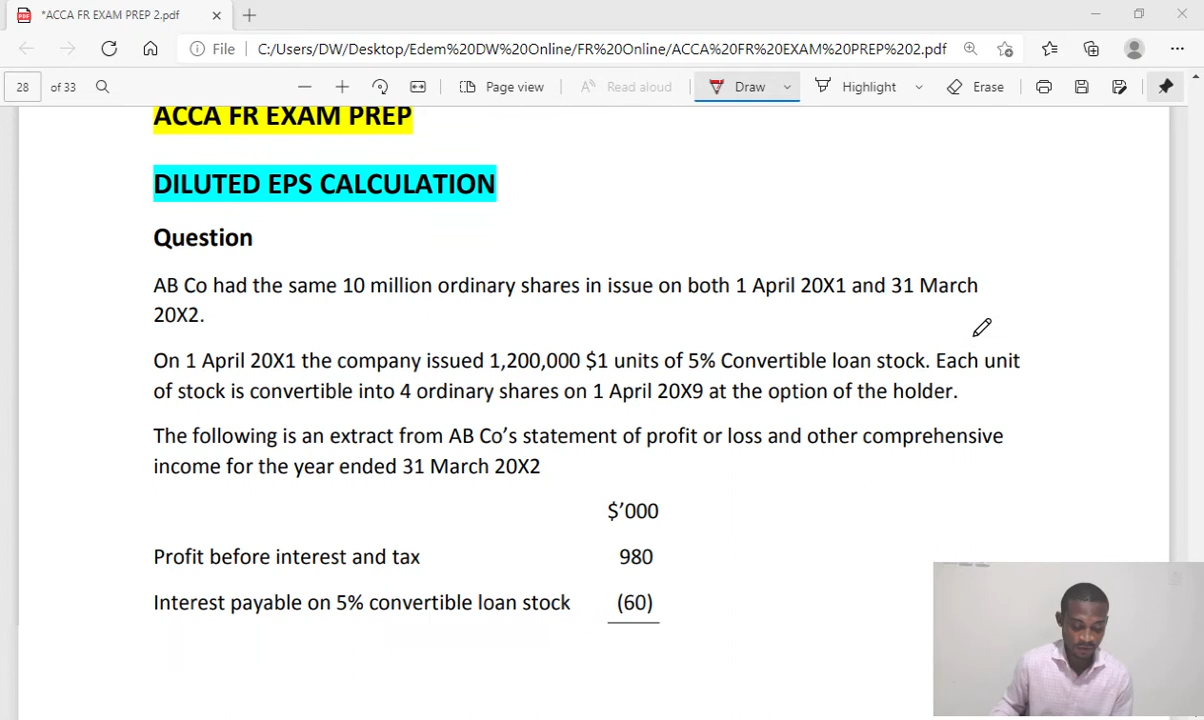 *ACCA FR EXAM PREP 2.pdf
File C:/Users/DW/Desktop/Edem%20DW%20Online/FR%20Online/ACCA%20FR%20EXAM%20PREP%202.pdf
28 of 33 Page view Read aloud Draw Highlight Erase
ACCA FR EXAM PREP
DILUTED EPS CALCULATION
Question
AB Co had the same 10 million ordinary shares in issue on both 1 April 20X1 and 31 March
20X2.
On 1 April 20X1 the company issued 1,200,000 $1 units of 5% Convertible loan stock. Each unit
of stock is convertible into 4 ordinary shares on 1 April 20X9 at the option of the holder.
The following is an extract from AB Co’s statement of profit or loss and other comprehensive
income for the year ended 31 March 20X2
$’000
Profit before interest and tax 980
Interest payable on 5% convertible loan stock (60)